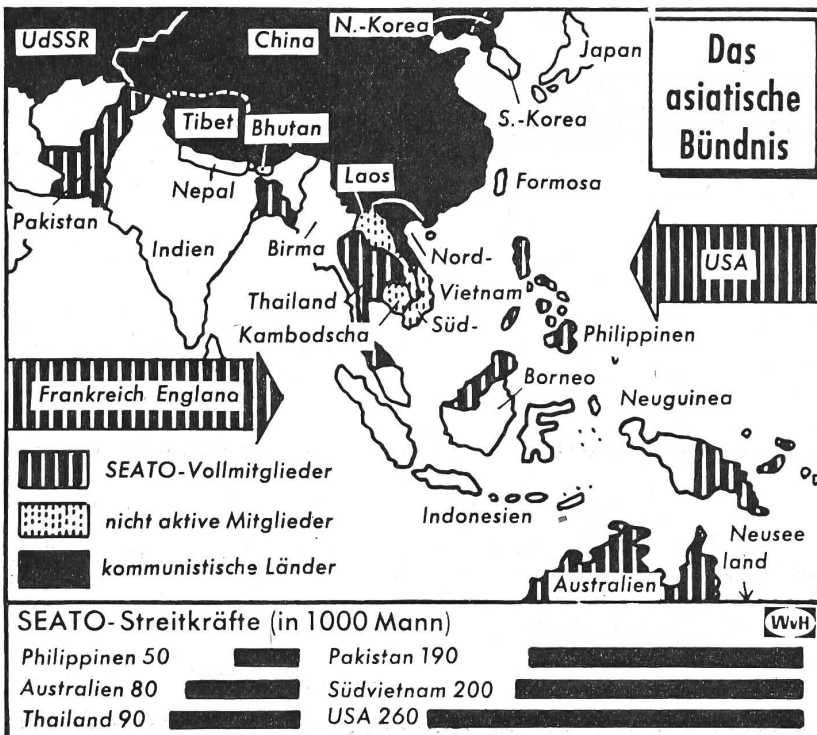 UdSSR
China
N.-Korea
Japan
Das
asiatische
Bündnis
S.-Korea
Tibet
Bhutan
Nepal
Laos
Formosa
Pakistan
Indien
Birma
Nord-
Vietnam
Süd-
USA
Thailand
Kambodscha
Philippinen
Frankreich England
Borneo
Neuguinea
SEATO-Vollmitglieder
nicht aktive Mitglieder
kommunistische Länder
Indonesien
Australien
Neusee
land
SEATO-Streitkräfte (in 1000 Mann)
WvH
Philippinen 50
Pakistan 190
Australien 80
Südvietnam 200
Thailand 90
USA 260